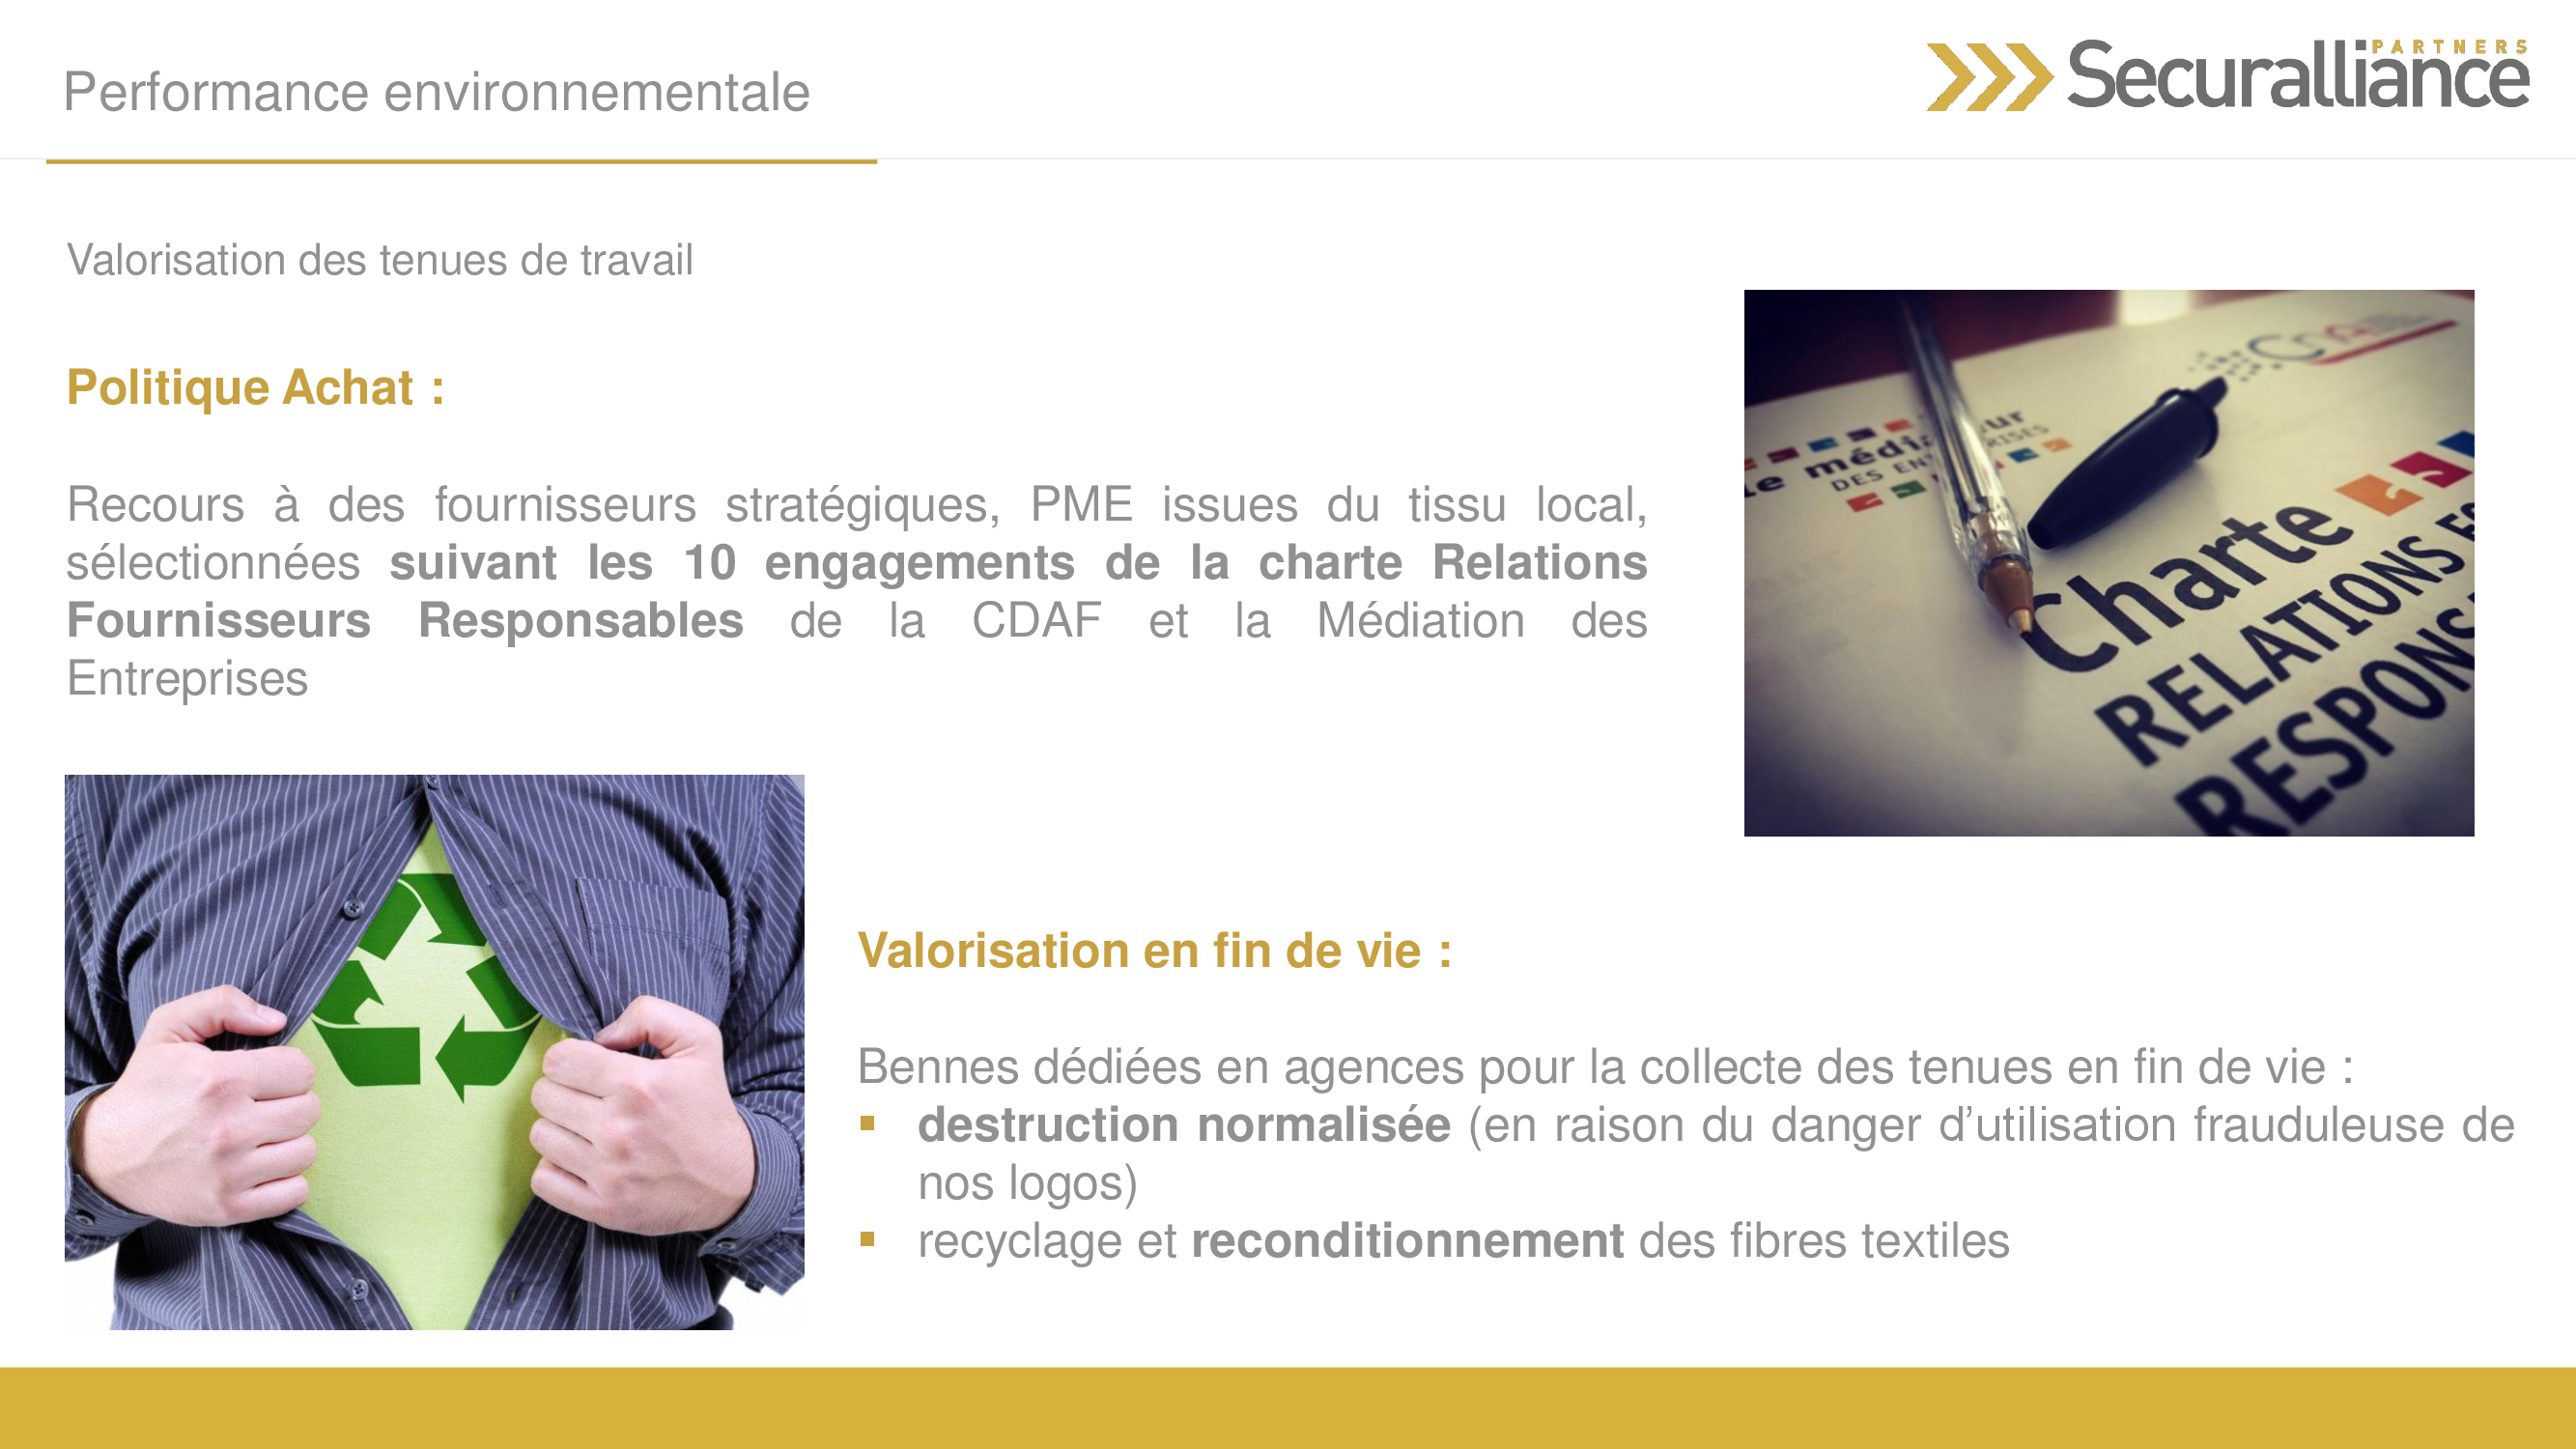 Performance environnementale
PARTNERS
Securalliance
Valorisation des tenues de travail
Politique Achat :
Recours à des fournisseurs stratégiques, PME issues du tissu local,
sélectionnées suivant les 10 engagements de la charte Relations
Fournisseurs Responsables de la CDAF et la Médiation des
Entreprises
le média
DES EN
Charte
RELATIONS
RESPONS
Valorisation en fin de vie :
Bennes dédiées en agences pour la collecte des tenues en fin de vie :
▪ destruction normalisée (en raison du danger d’utilisation frauduleuse de
nos logos)
▪ recyclage et reconditionnement des fibres textiles